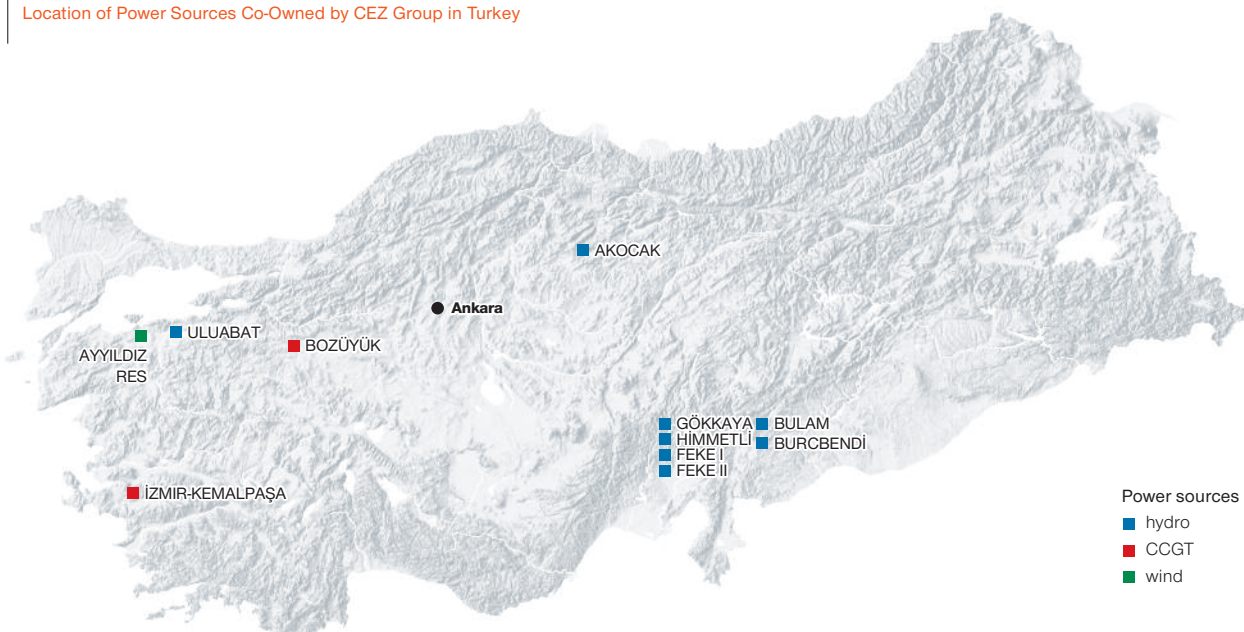 Location of Power Sources Co-Owned by CEZ Group in Turkey
AKOCAK
Ankara
ULUABAT
BOZÜYÜK
AYYILDIZ
RES
GÖKKAYA
BULAM
HİMMETLİ
BURCBENDİ
FEKE I
FEKE II
İZMIR-KEMALPAŞA
Power sources
hydro
CCGT
wind